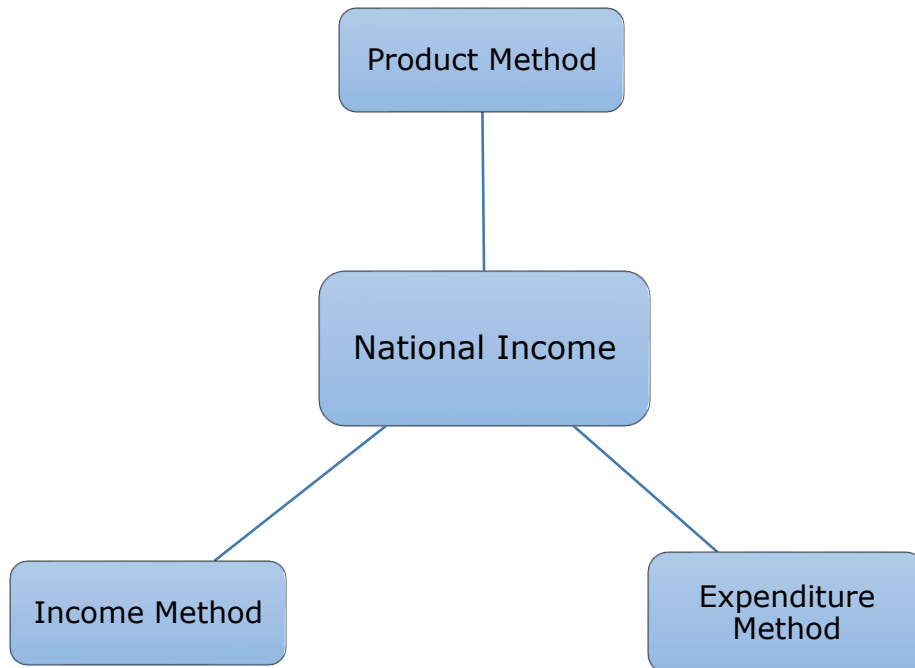 Product Method
National Income
Income Method
Expenditure
Method